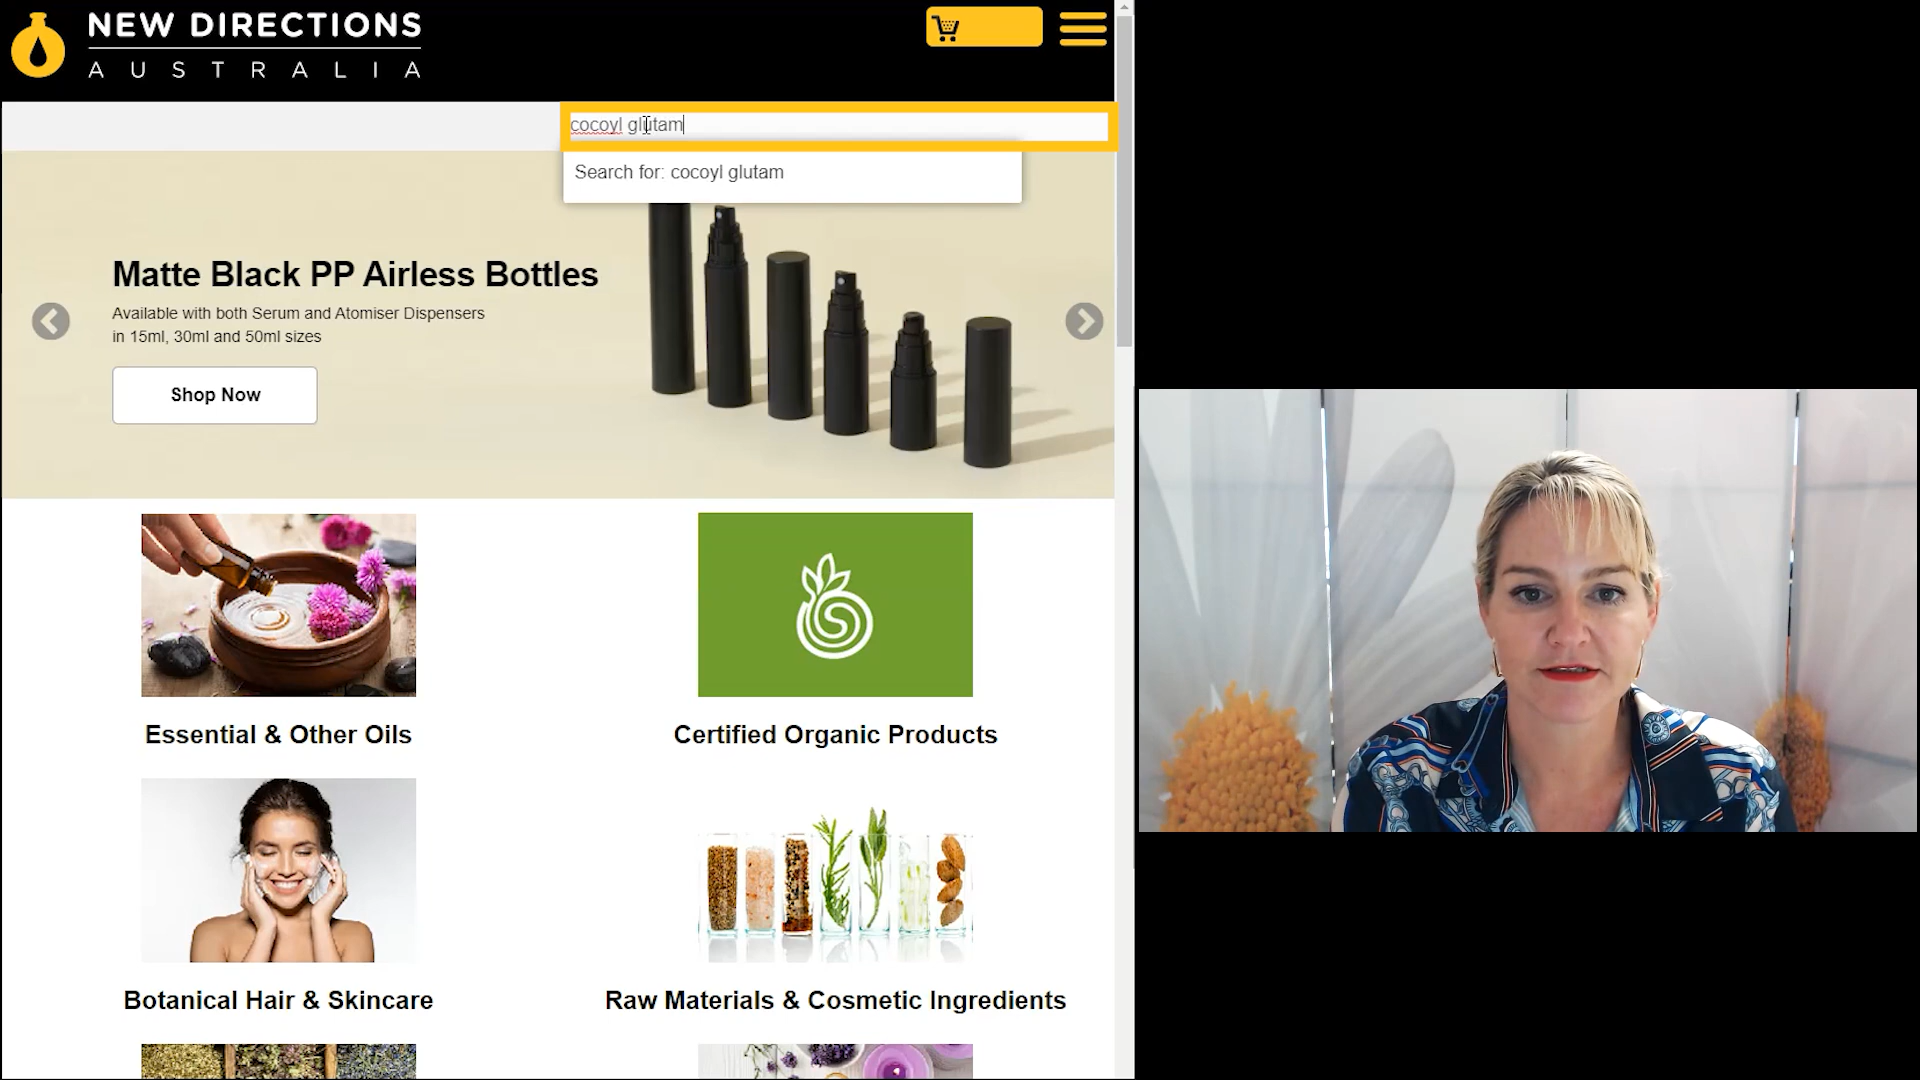 NEW DIRECTIONS
AUSTRALIA
cocoyl glutam
Search for: cocoyl glutam
Matte Black PP Airless Bottles
Available with both Serum and Atomiser Dispensers
in 15ml, 30ml and 50ml sizes
Shop Now
Essential & Other Oils
Certified Organic Products
Botanical Hair & Skincare
Raw Materials & Cosmetic Ingredients